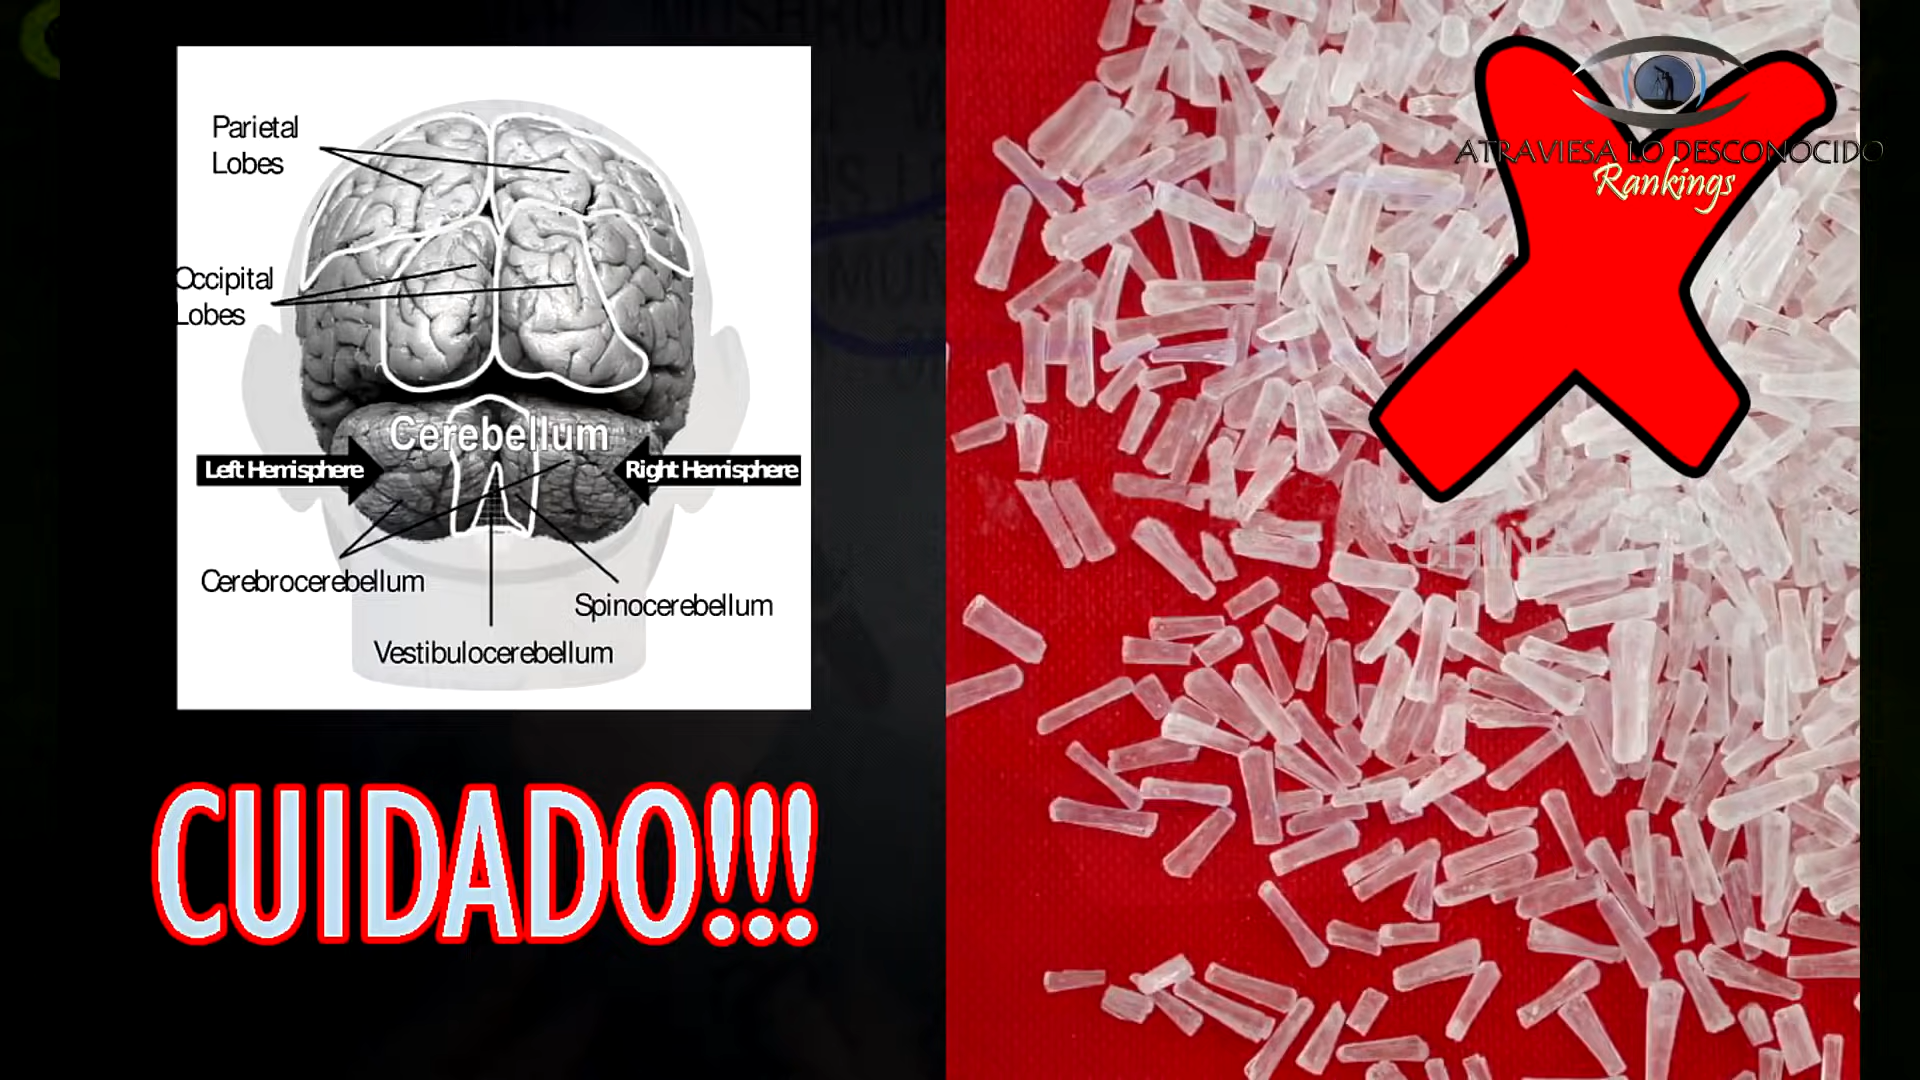 Parietal
Lobes
Occipital
Lobes
Cerebellum
Left Hemisphere
Right Hemisphere
Cerebrocerebellum
Spinocerebellum
Vestibulocerebellum
CUIDADO!!!
ATRAVIESA LO DESCONOCIDO
Rankings